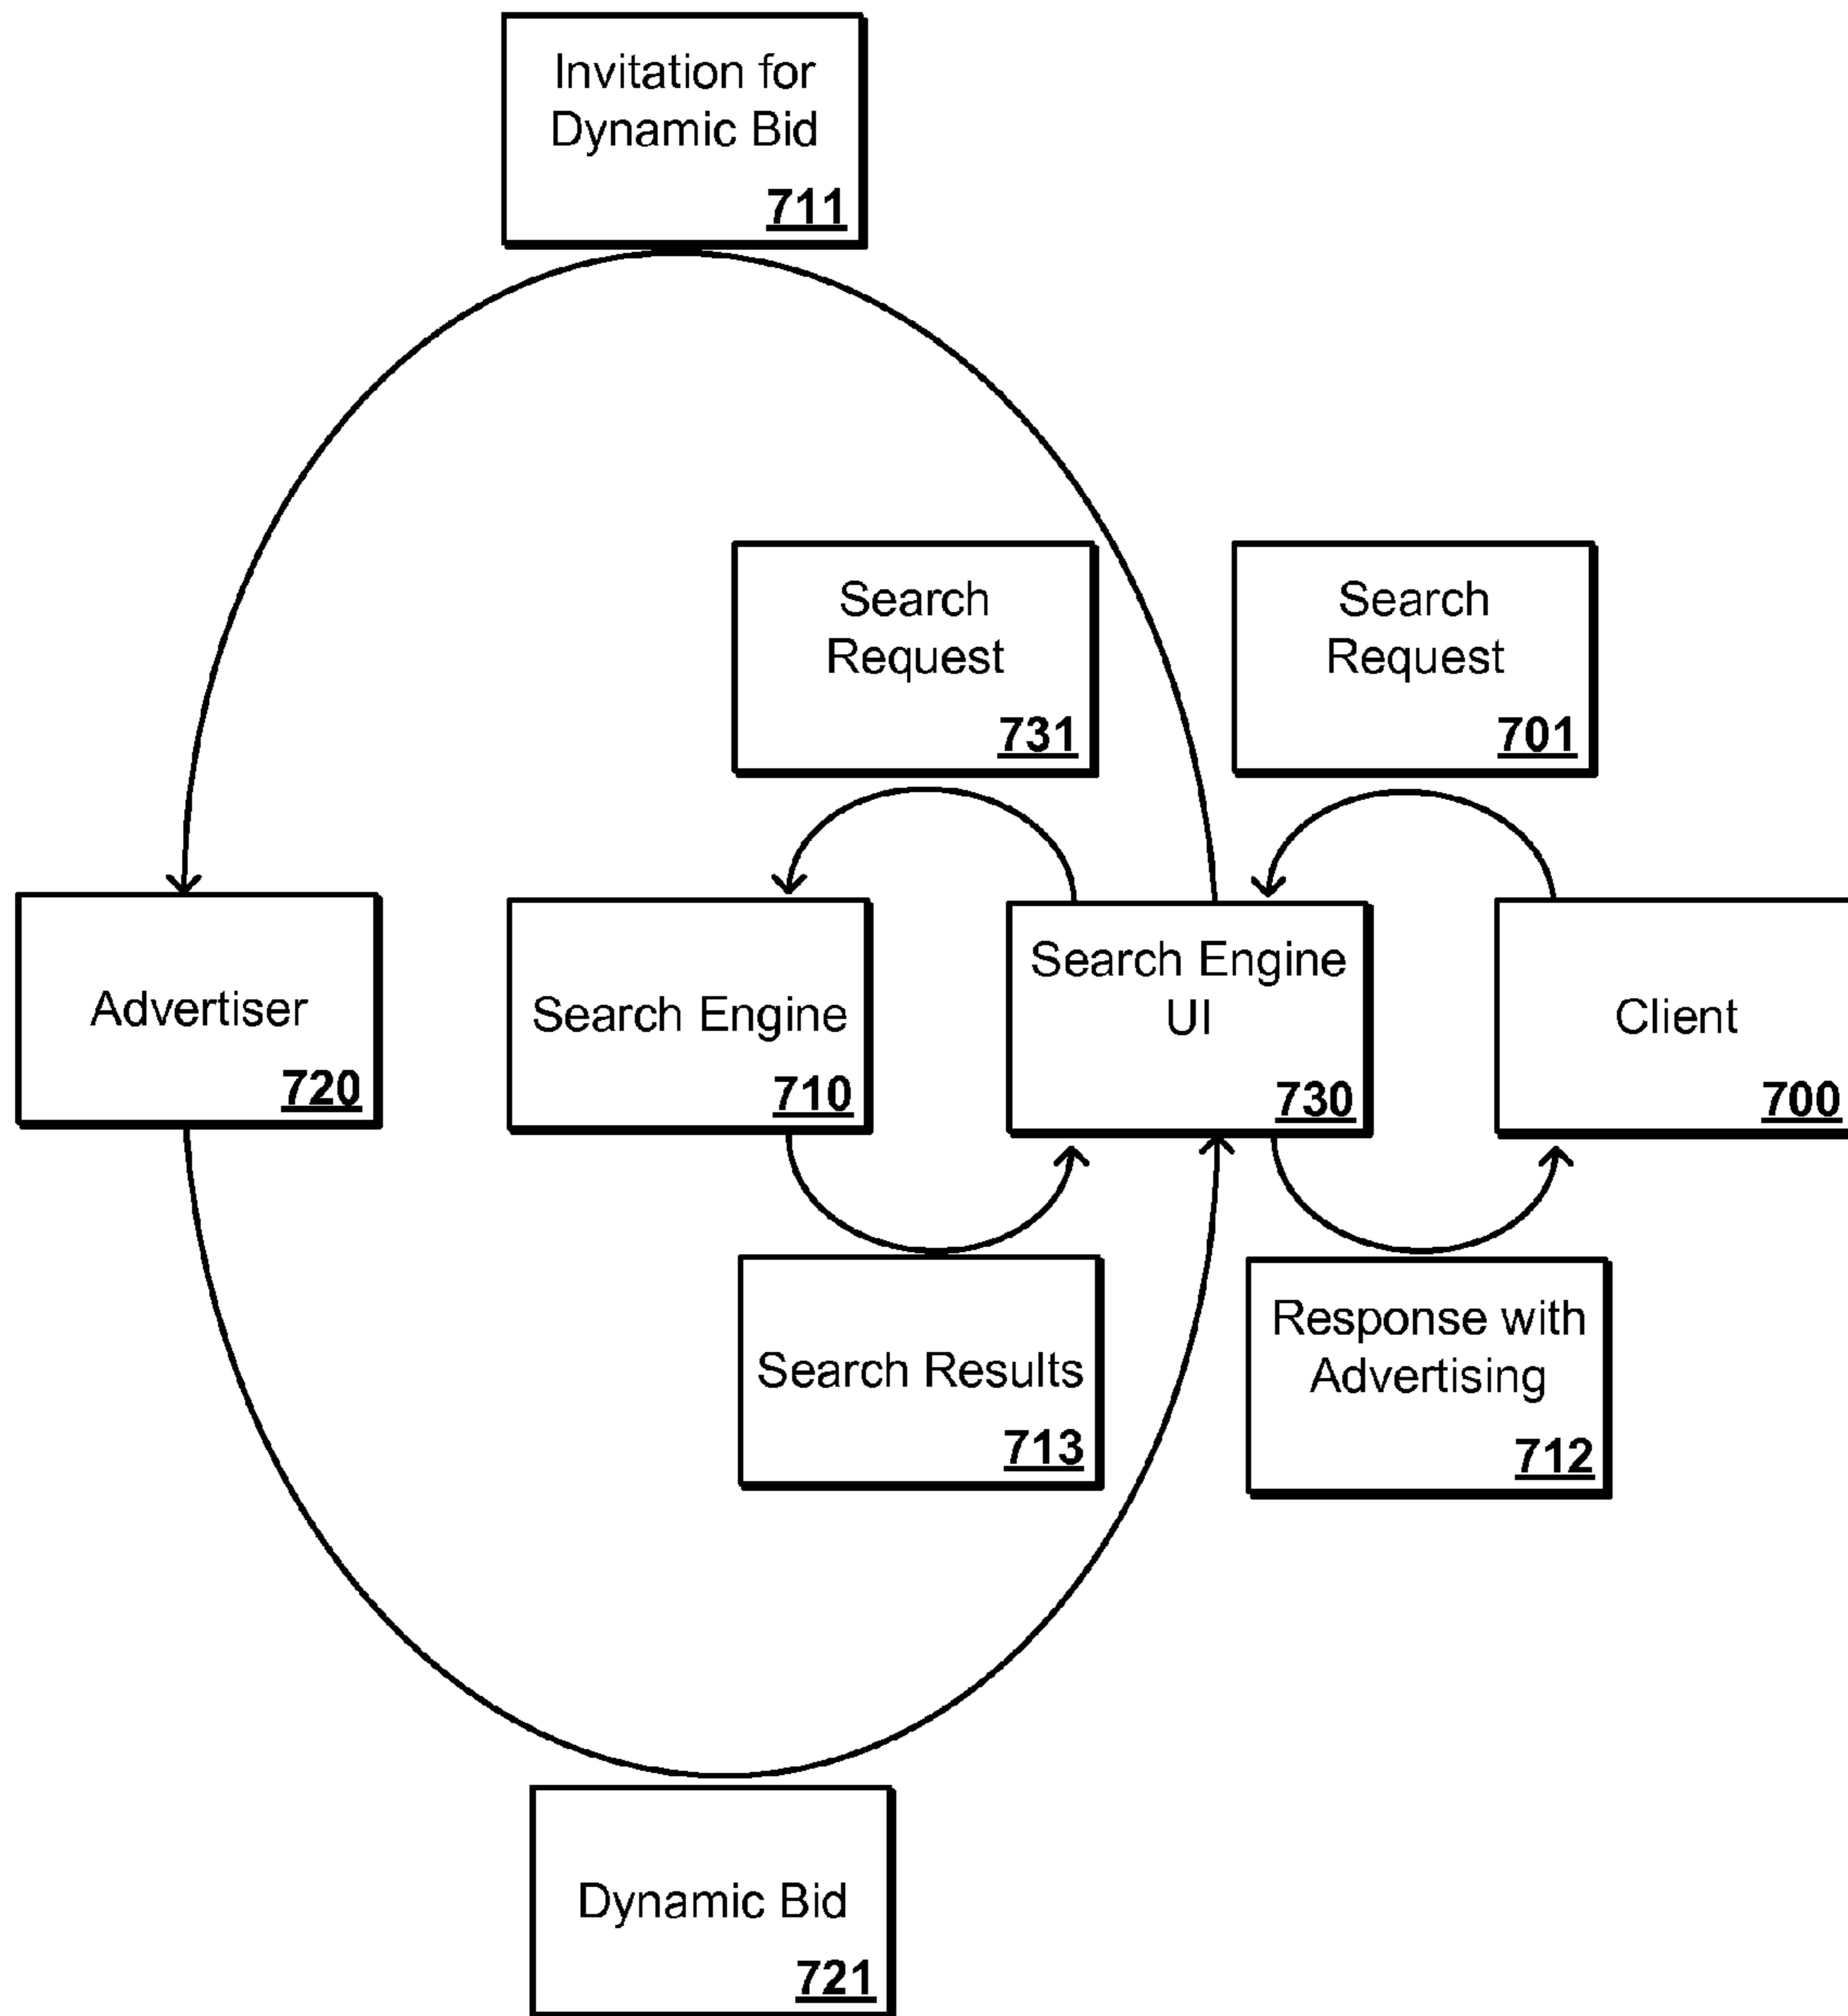 Invitation for
Dynamic Bid
711
Search
Request
731
Search
Request
701
Advertiser
720
Search Engine
710
Search Engine
UI
730
Client
700
Search Results
713
Response with
Advertising
712
Dynamic Bid
721